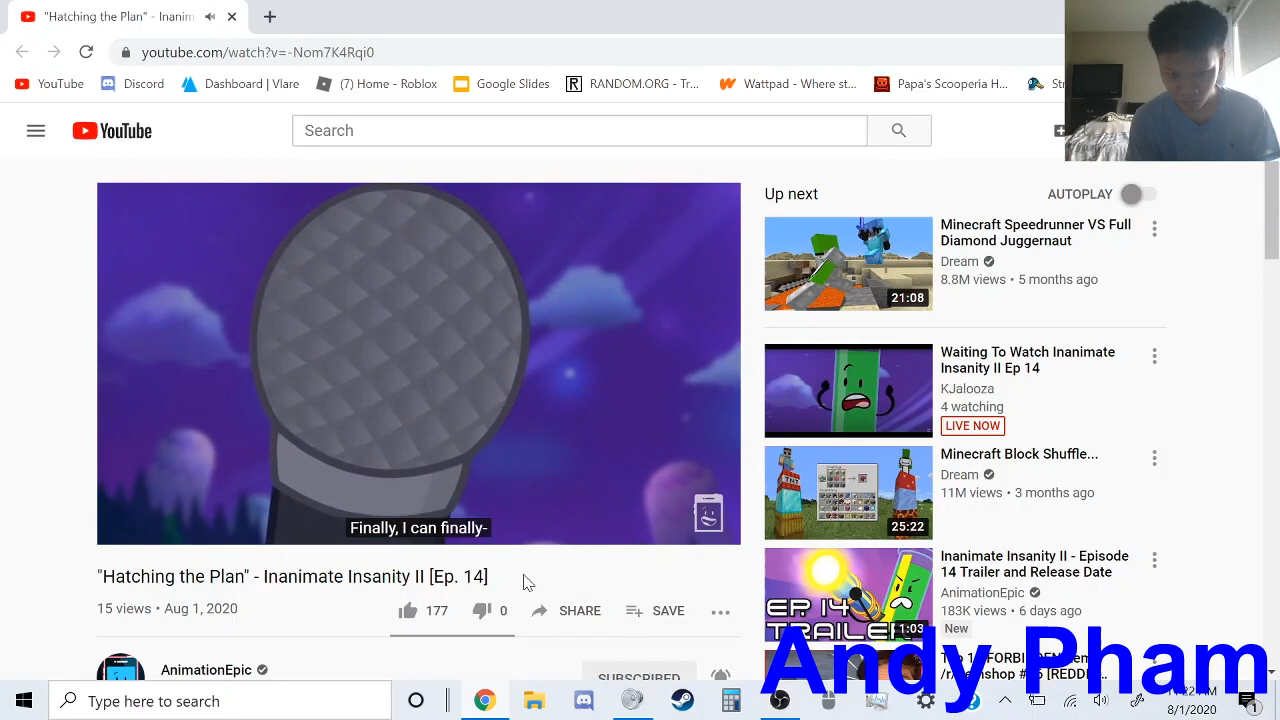 "Hatching the Plan" - Inanim
youtube.com/watch?v=-Nom7K4Rqi0
YouTube
Discord
Dashboard | Vlare
(7) Home - Roblox
Google Slides
RANDOM.ORG - Tr...
Wattpad - Where st...
Papa's Scooperia H...
YouTube
Search
Finally, I can finally-
"Hatching the Plan" - Inanimate Insanity II [Ep. 14]
15 views • Aug 1, 2020
177
0
SHARE
SAVE
AnimationEpic
SUBSCRIBED
Up next
AUTOPLAY
21:08
Minecraft Speedrunner VS Full
Diamond Juggernaut
Dream
8.8M views • 5 months ago
Waiting To Watch Inanimate
Insanity II Ep 14
KJalooza
4 watching
LIVE NOW
25:22
Minecraft Block Shuffle...
Dream
11M views • 3 months ago
EP. 14
TRAILER
1:03
Inanimate Insanity II - Episode
14 Trailer and Release Date
AnimationEpic
183K views • 6 days ago
New
Andy Pham
Type here to search
8/1/2020
1